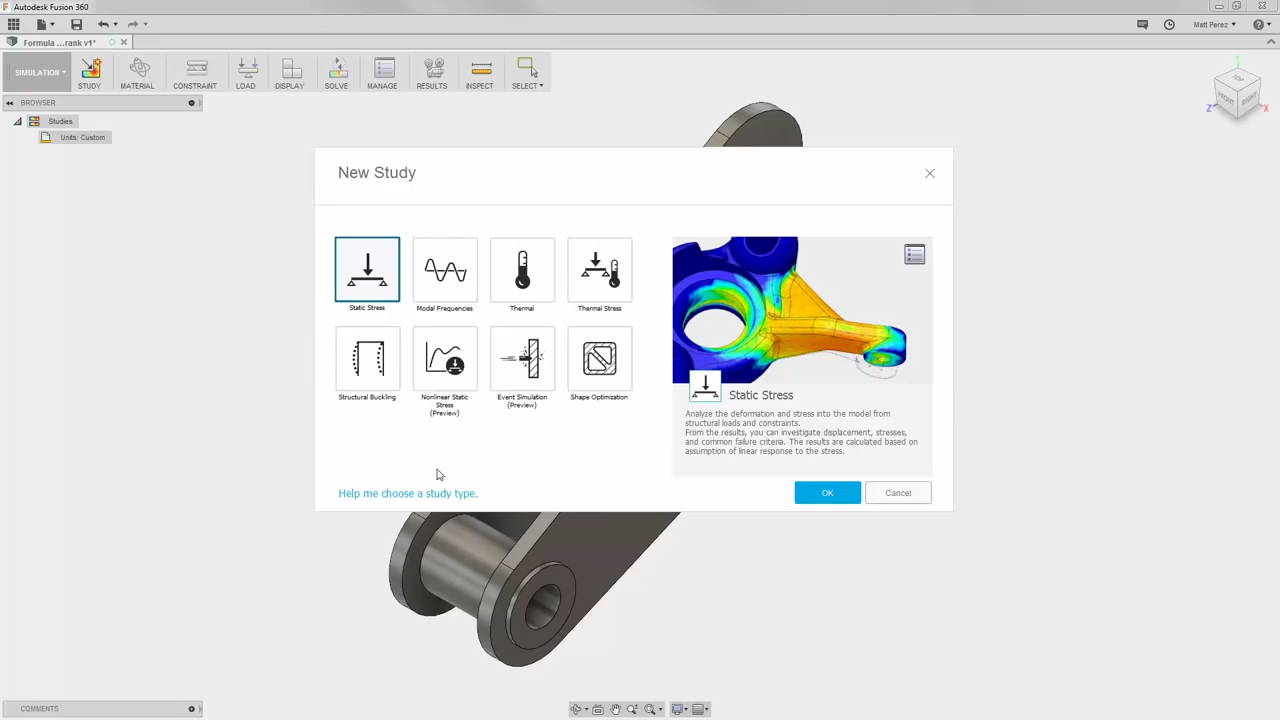 Autodesk Fusion 360
Matt Perez
Formula ...rank v1*
SIMULATION
STUDY
MATERIAL
CONSTRAINT
LOAD
DISPLAY
SOLVE
MANAGE
RESULTS
INSPECT
SELECT
TOP
FRONT
RIGHT
Y
Z
X
BROWSER
Studies
Units: Custom
New Study
Static Stress
Modal Frequencies
Thermal
Thermal Stress
Structural Buckling
Nonlinear Static
Stress
(Preview)
Event Simulation
(Preview)
Shape Optimization
Static Stress
Analyze the deformation and stress into the model from
structural loads and constraints.
From the results, you can investigate displacement, stresses,
and common failure criteria. The results are calculated based on
assumption of linear response to the stress.
Help me choose a study type.
OK
Cancel
COMMENTS